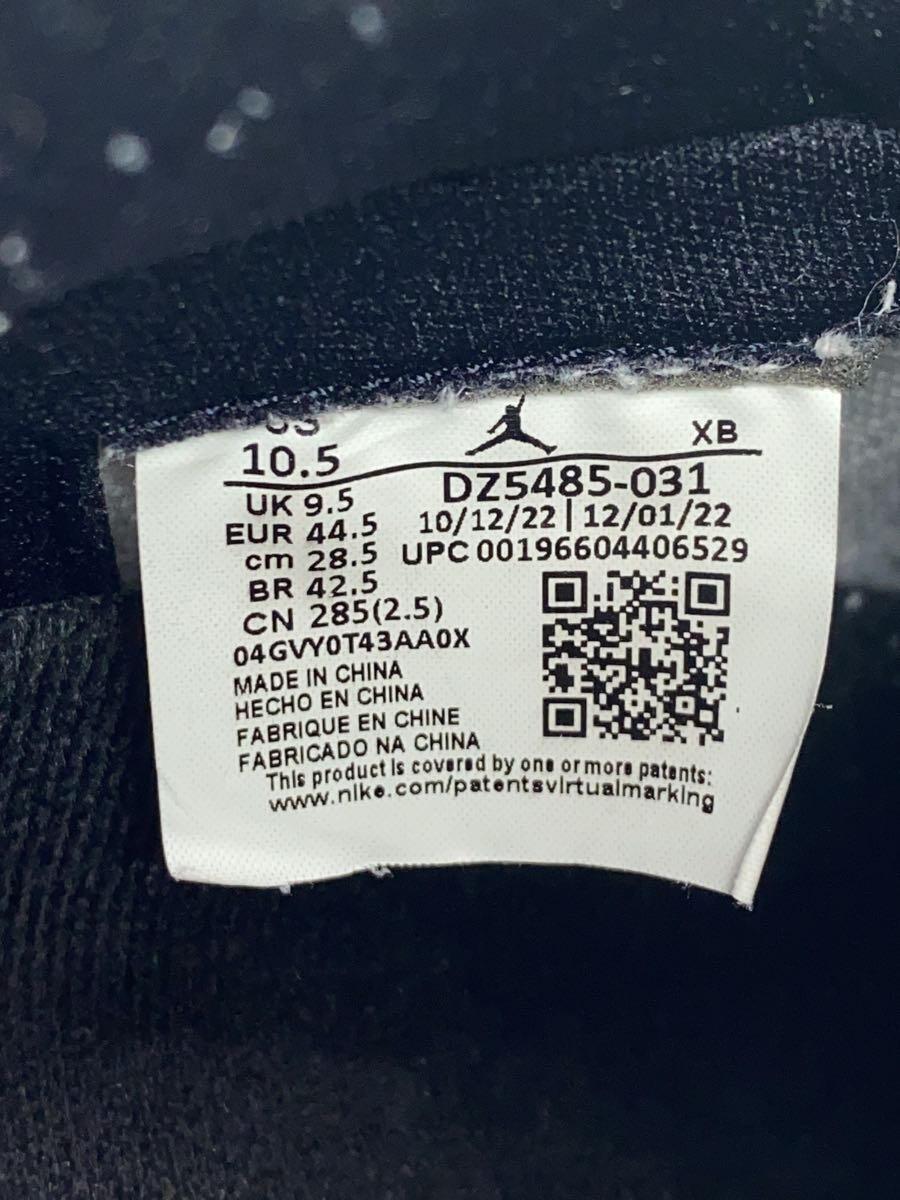 US
10.5
XB
UK 9.5
EUR 44.5
cm 28.5
BR 42.5
CN 285(2.5)
DZ5485-031
10/12/22 | 12/01/22
UPC 00196604406529
04GVY0T43AA0X
MADE IN CHINA
HECHO EN CHINA
FABRIQUE EN CHINE
FABRICADO NA CHINA
This product is covered by one or more patents:
www.nike.com/patentsvirtualmarking